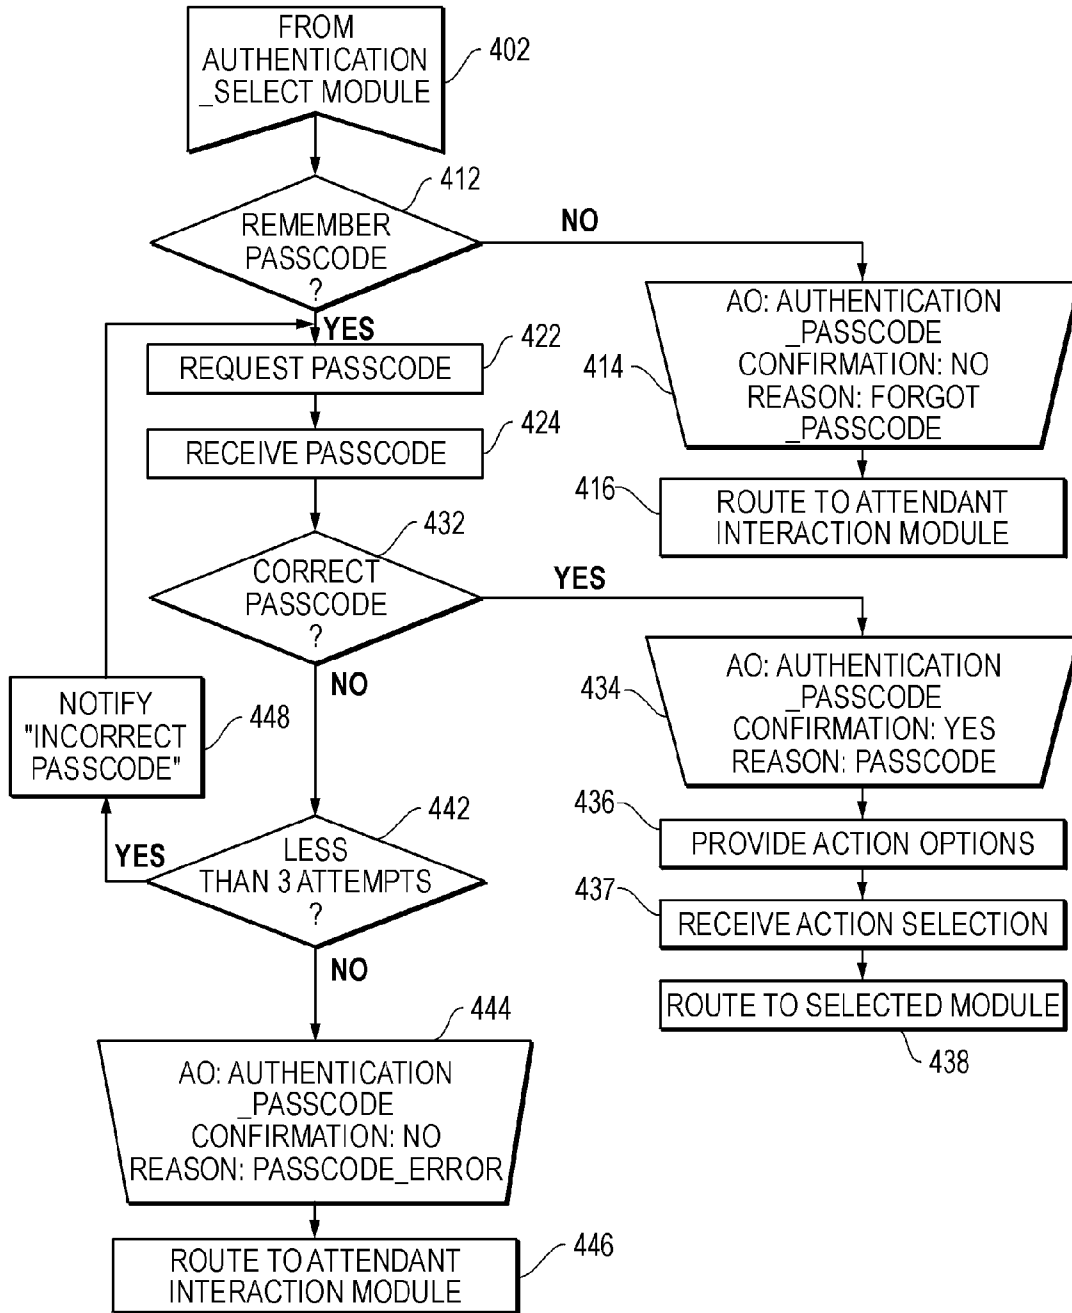 FROM
AUTHENTICATION
_SELECT MODULE
402
412
REMEMBER
PASSCODE
?
NO
YES
AO: AUTHENTICATION
_PASSCODE
CONFIRMATION: NO
REASON: FORGOT
_PASSCODE
414
422
REQUEST PASSCODE
424
RECEIVE PASSCODE
416
ROUTE TO ATTENDANT
INTERACTION MODULE
432
CORRECT
PASSCODE
?
YES
NO
AO: AUTHENTICATION
_PASSCODE
CONFIRMATION: YES
REASON: PASSCODE
434
NOTIFY
"INCORRECT
PASSCODE"
448
436
PROVIDE ACTION OPTIONS
442
LESS
THAN 3 ATTEMPTS
?
YES
NO
437
RECEIVE ACTION SELECTION
ROUTE TO SELECTED MODULE
438
444
AO: AUTHENTICATION
_PASSCODE
CONFIRMATION: NO
REASON: PASSCODE_ERROR
ROUTE TO ATTENDANT
INTERACTION MODULE
446